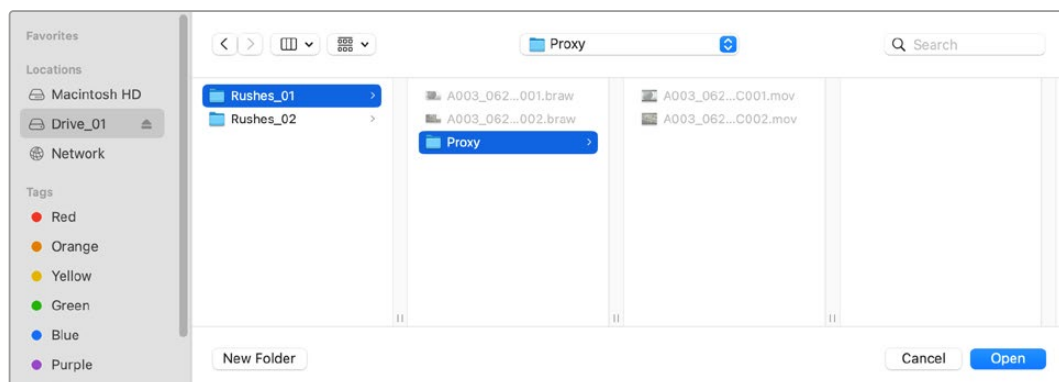 Favorites
Locations
Macintosh HD
Drive_01
Network
Tags
Red
Orange
Yellow
Green
Blue
Purple
Proxy
Search
Rushes_01
Rushes_02
A003_062...001.braw
A003_062...002.braw
Proxy
A003_062...C001.mov
A003_062...C002.mov
New Folder
Cancel
Open